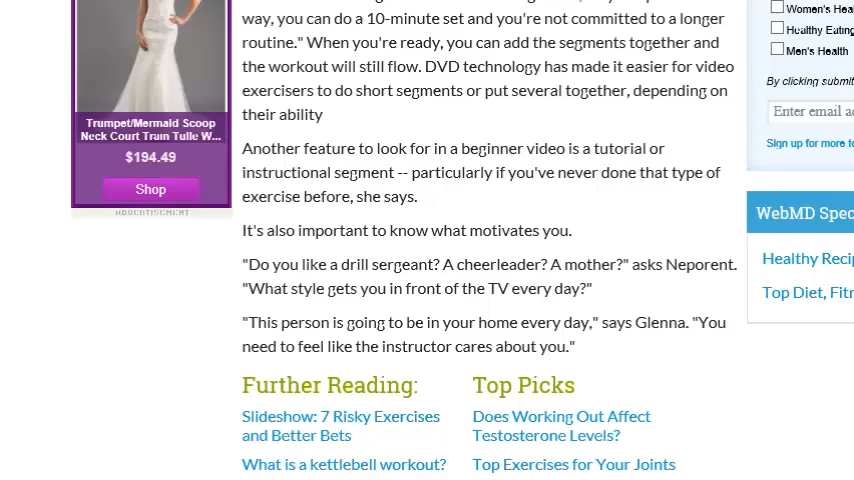 way, you can do a 10-minute set and you're not committed to a longer
routine." When you're ready, you can add the segments together and
the workout will still flow. DVD technology has made it easier for video
exercisers to do short segments or put several together, depending on
their ability
Another feature to look for in a beginner video is a tutorial or
instructional segment -- particularly if you've never done that type of
exercise before, she says.
It's also important to know what motivates you.
"Do you like a drill sergeant? A cheerleader? A mother?" asks Neporent.
"What style gets you in front of the TV every day?"
"This person is going to be in your home every day," says Glenna. "You
need to feel like the instructor cares about you."
Further Reading:
Slideshow: 7 Risky Exercises
and Better Bets
What is a kettlebell workout?
Top Picks
Does Working Out Affect
Testosterone Levels?
Top Exercises for Your Joints
Trumpet/Mermaid Scoop
Neck Court Train Tulle W...
$194.49
Shop
ADVERTISEMENT
Women's Hea
Healthy Eating
Men's Health
By clicking submit
Enter email ad
Sign up for more to
WebMD Spec
Healthy Recip
Top Diet, Fitn